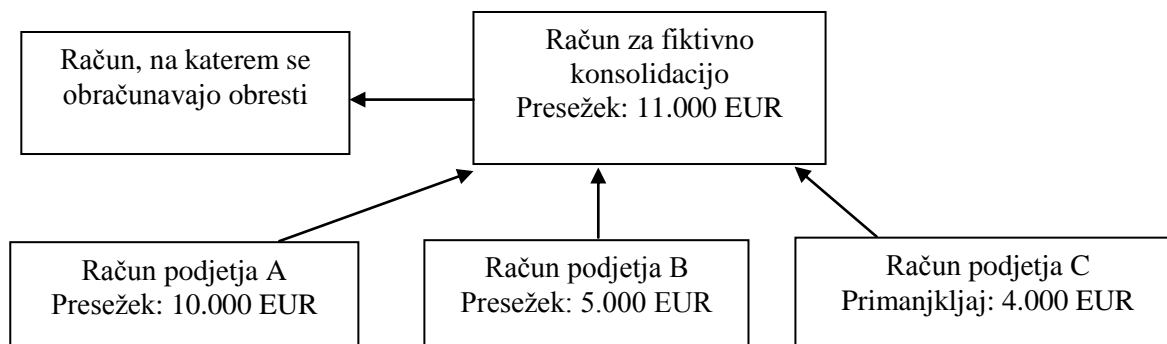 Račun, na katerem se
obračunavajo obresti
Račun za fiktivno
konsolidacijo
Presežek: 11.000 EUR
Račun podjetja A
Presežek: 10.000 EUR
Račun podjetja B
Presežek: 5.000 EUR
Račun podjetja C
Primanjkljaj: 4.000 EUR